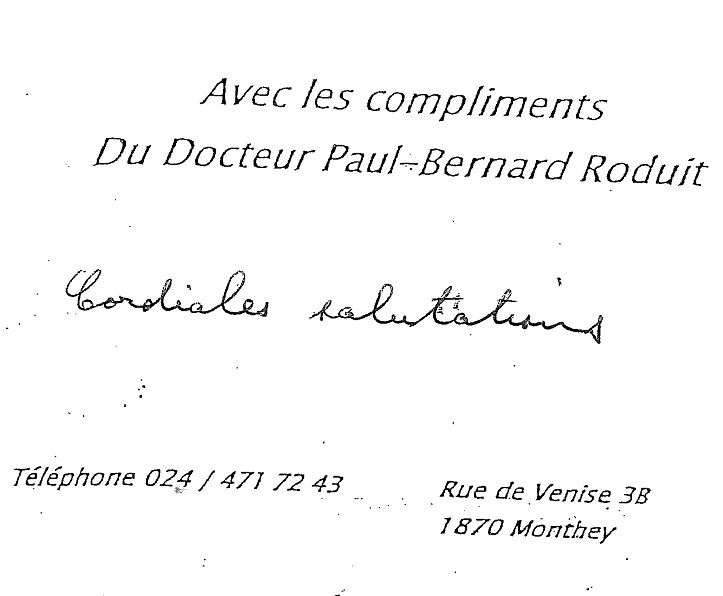 Avec les compliments
Du Docteur Paul-Bernard Roduit
Cordiales salutations
Téléphone 024 / 471 72 43
Rue de Venise 3B
1870 Monthey